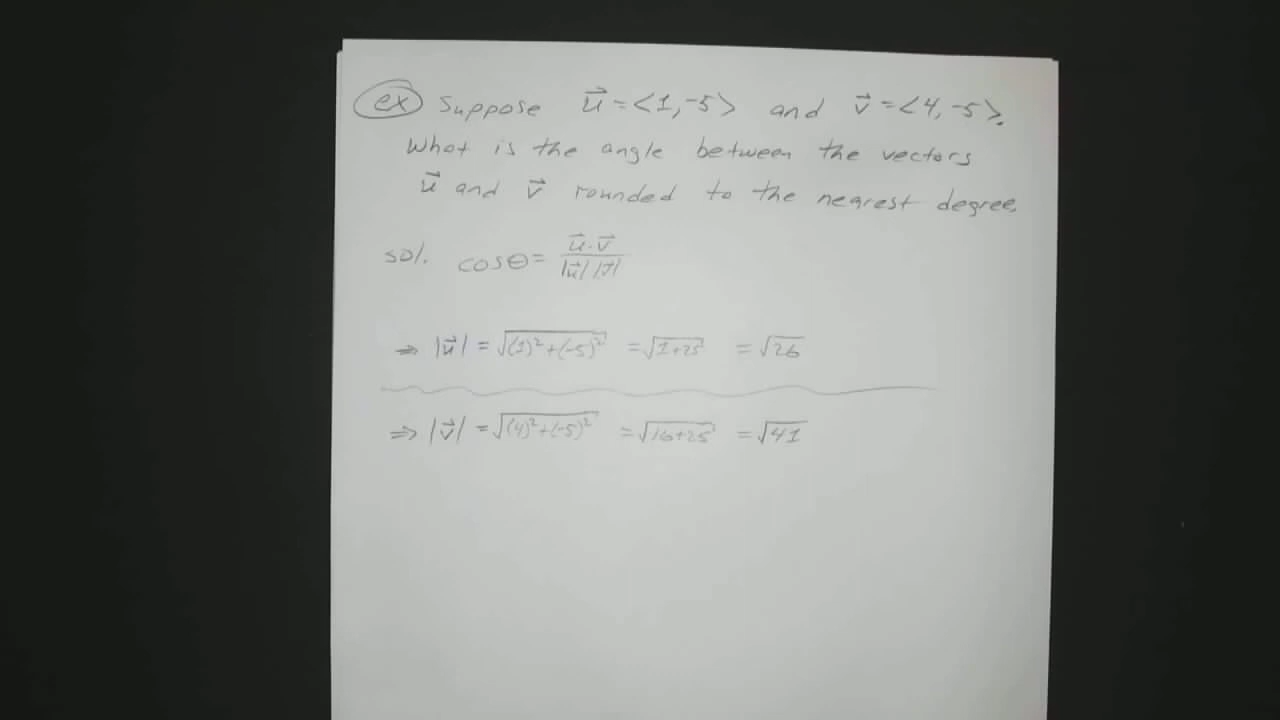 ex Suppose u⃗ = <1, -5> and v⃗ = <4, -5>.
What is the angle between the vectors
u⃗ and v⃗ rounded to the nearest degree.
sol. cosθ = u⃗·v⃗ / |u⃗| |v⃗|
⇒ |u⃗| = √((1)² + (-5)²) = √(1+25) = √26
⇒ |v⃗| = √((4)² + (-5)²) = √(16+25) = √41